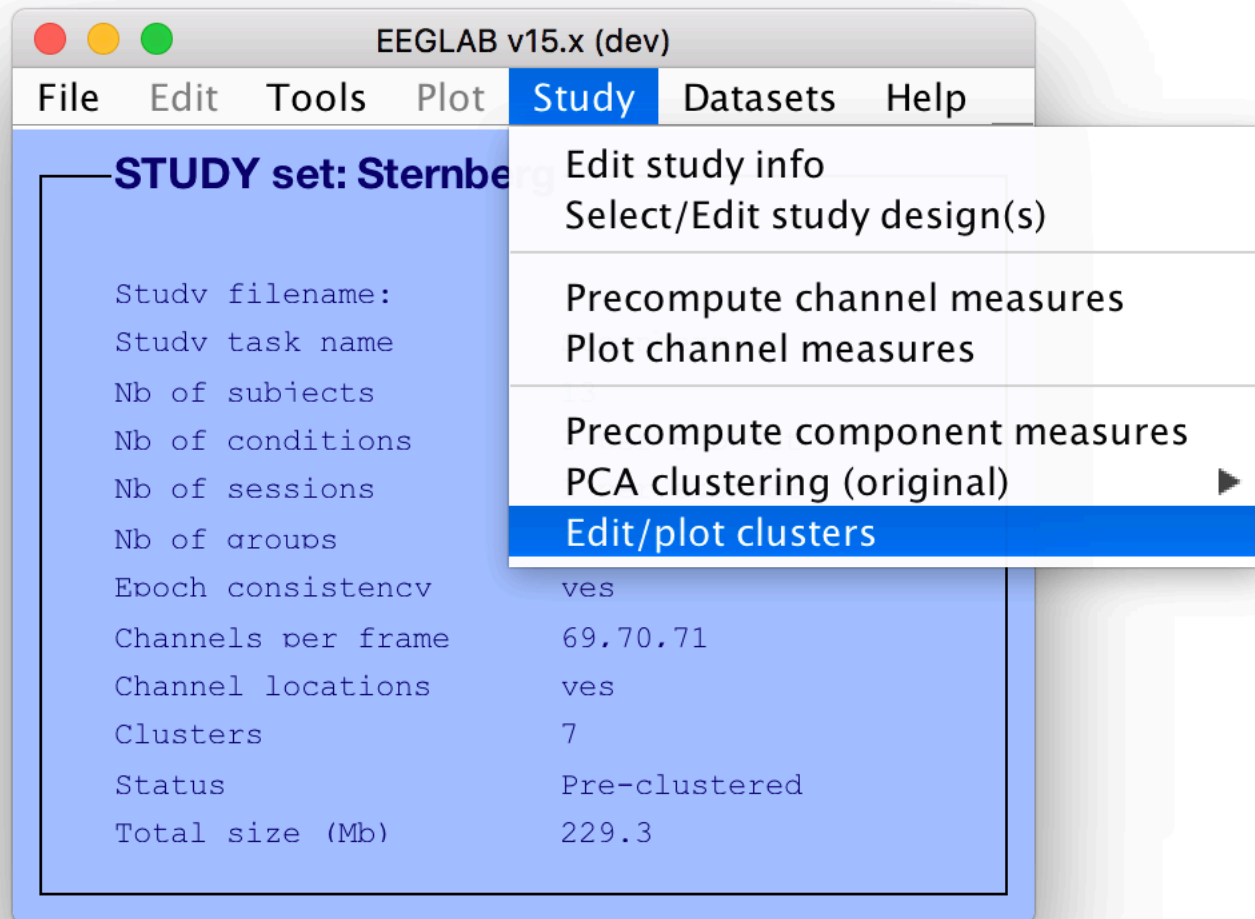 EEGLAB v15.x (dev)
File Edit Tools Plot Study Datasets Help
STUDY set: Sternberg
Edit study info
Select/Edit study design(s)
Precompute channel measures
Plot channel measures
Precompute component measures
PCA clustering (original)
Edit/plot clusters
Study filename:
Study task name
Nb of subjects 13
Nb of conditions
Nb of sessions
Nb of groups
Epoch consistency yes
Channels per frame 69,70,71
Channel locations yes
Clusters 7
Status Pre-clustered
Total size (Mb) 229.3